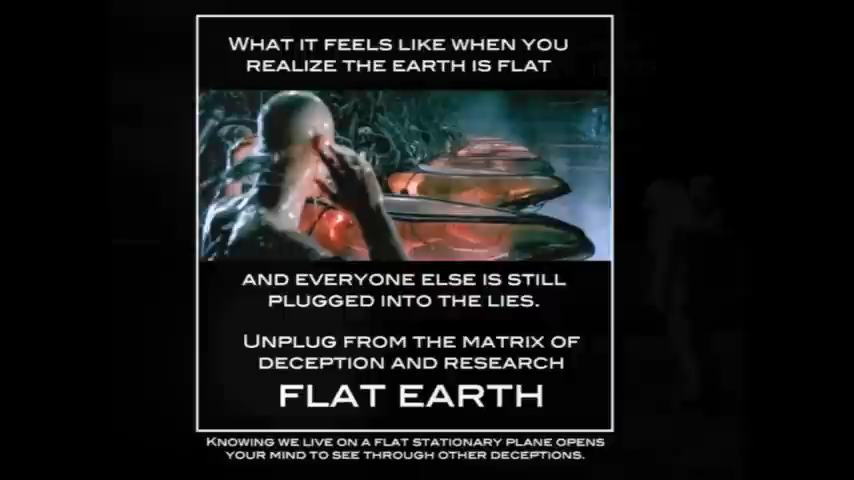 WHAT IT FEELS LIKE WHEN YOU
REALIZE THE EARTH IS FLAT
AND EVERYONE ELSE IS STILL
PLUGGED INTO THE LIES.
UNPLUG FROM THE MATRIX OF
DECEPTION AND RESEARCH
FLAT EARTH
KNOWING WE LIVE ON A FLAT STATIONARY PLANE OPENS
YOUR MIND TO SEE THROUGH OTHER DECEPTIONS.